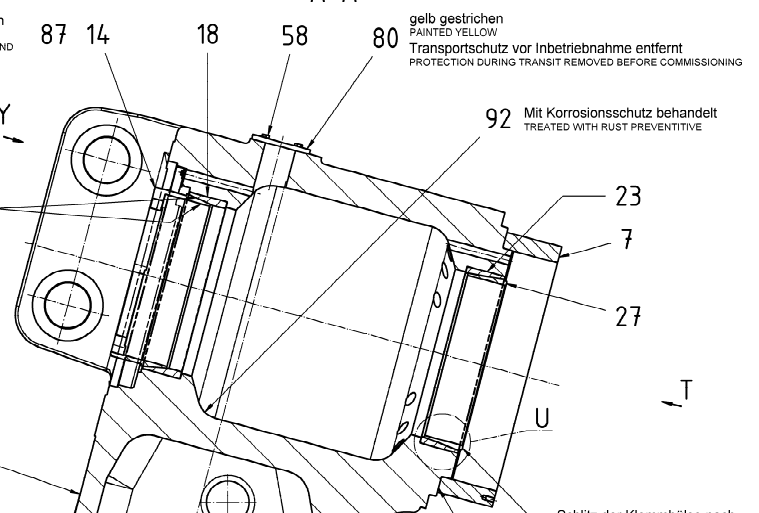 gelb gestrichen
PAINTED YELLOW
Transportschutz vor Inbetriebnahme entfernt
PROTECTION DURING TRANSIT REMOVED BEFORE COMMISSIONING
ND
87 14 18 58 80
92 Mit Korrosionsschutz behandelt
TREATED WITH RUST PREVENTITIVE
Y
23
7
27
T
U